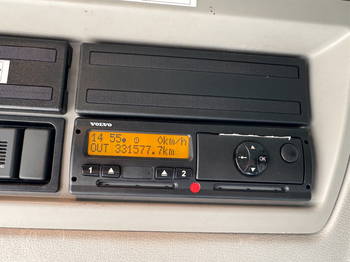 VOLVO
14:55● ⊙ 0km/h
OUT 331577.7km
1 ▲ ▲ 2
OK